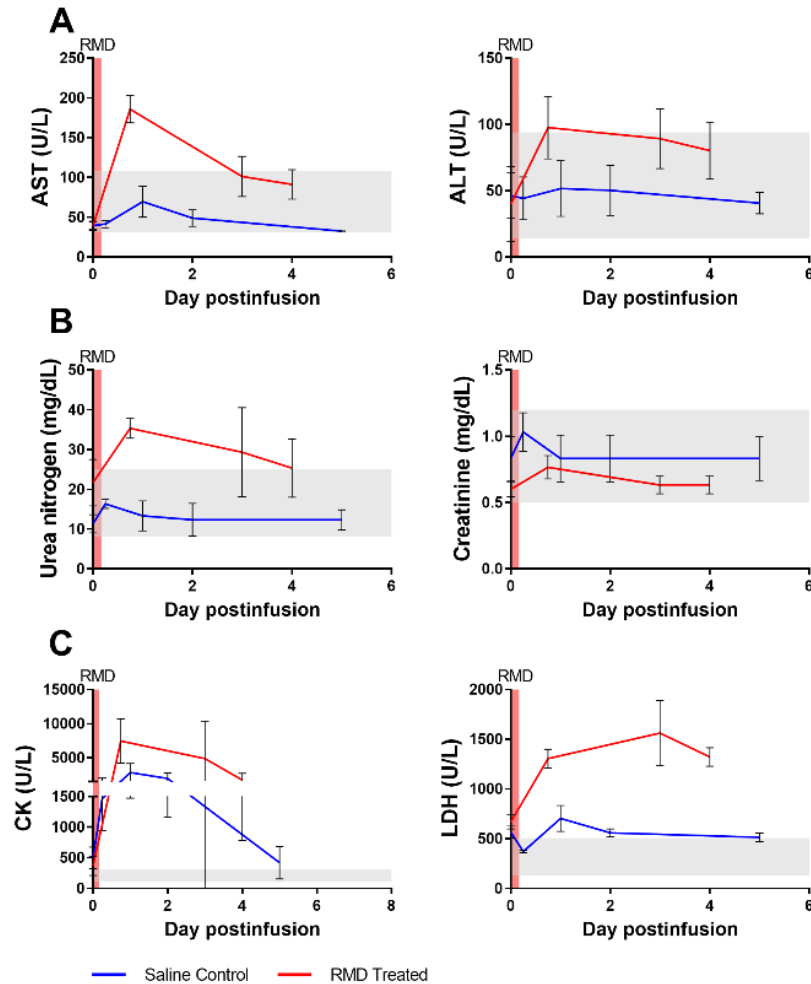 A
RMD
RMD
AST (U/L)
250
200
150
100
50
0
0 2 4 6
Day postinfusion
ALT (U/L)
150
100
50
0
0 2 4 6
Day postinfusion
B
RMD
RMD
Urea nitrogen (mg/dL)
50
40
30
20
10
0
0 2 4 6
Day postinfusion
Creatinine (mg/dL)
1.5
1.0
0.5
0.0
0 2 4 6
Day postinfusion
C
RMD
RMD
CK (U/L)
15000
10000
5000
1500
1000
500
0
0 2 4 6 8
Day postinfusion
LDH (U/L)
2000
1500
1000
500
0
0 2 4 6
Day postinfusion
Saline Control RMD Treated